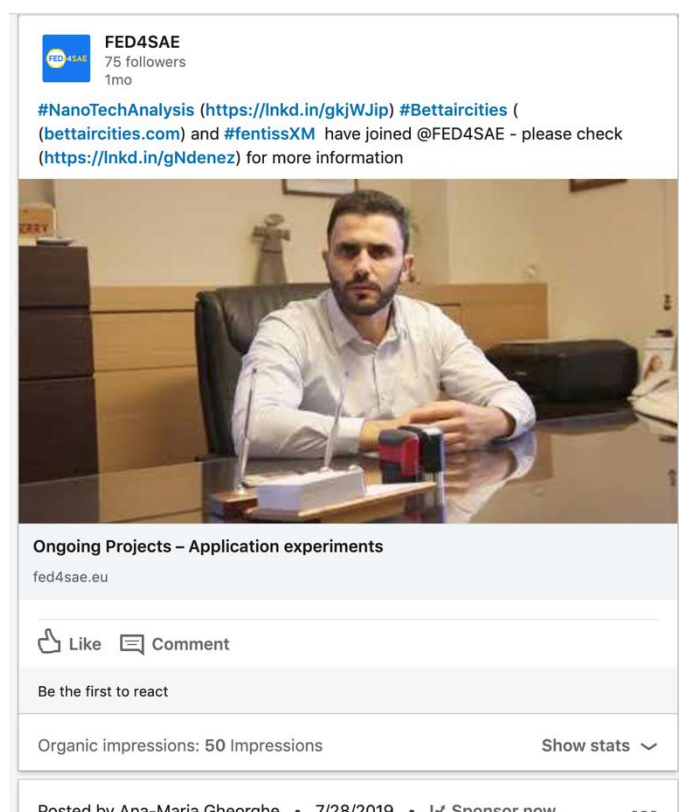 FED4SAE
FED4SAE
75 followers
1mo
#NanoTechAnalysis (https://lnkd.in/gkjWJip) #Bettaircities (
(bettaircities.com) and #fentissXM have joined @FED4SAE - please check
(https://lnkd.in/gNdenez) for more information
Ongoing Projects – Application experiments
fed4sae.eu
Like Comment
Be the first to react
Organic impressions: 50 Impressions Show stats
Posted by Ana-Maria Gheorghe • 7/28/2019 • Sponsor now